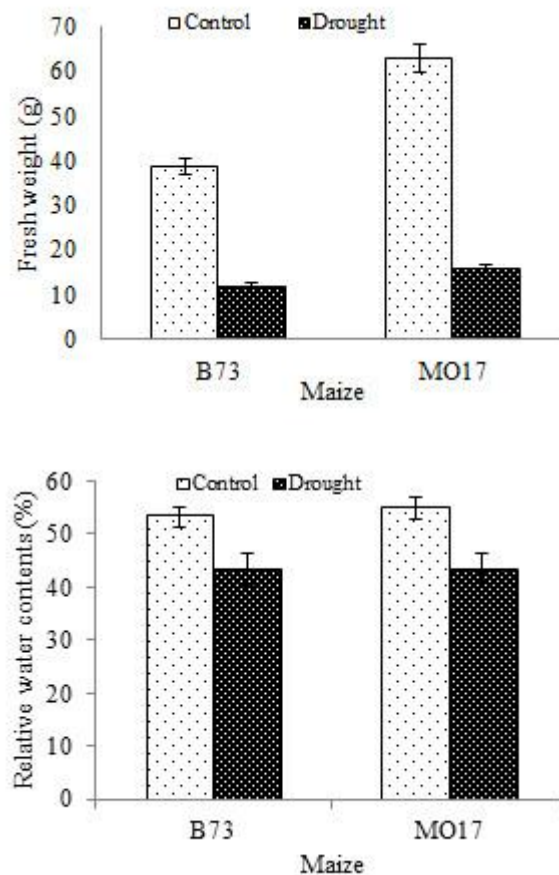 70
Control Drought
60
50
40
30
20
10
0
Fresh weight (g)
B73 MO17
Maize
60
Control Drought
50
40
30
20
10
0
Relative water contents (%)
B73 MO17
Maize